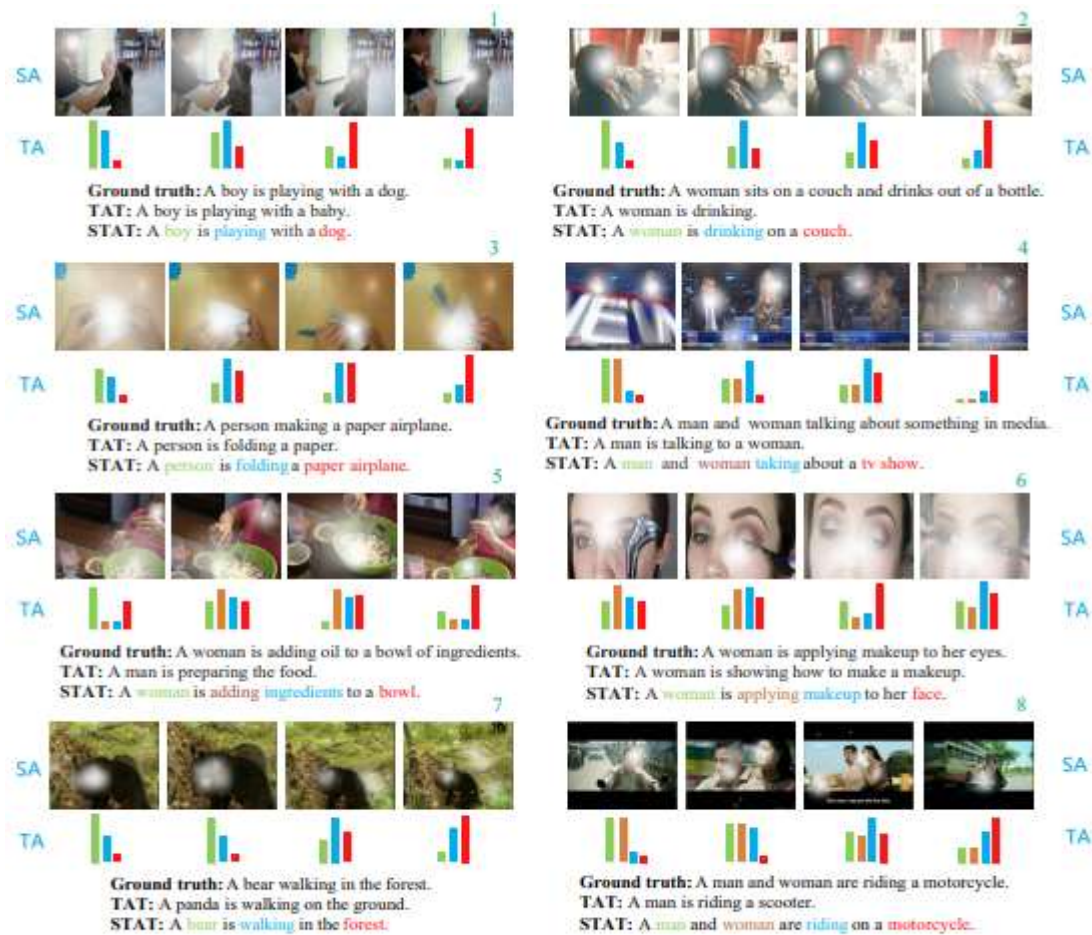 1
2
SA
SA
TA
TA
Ground truth: A boy is playing with a dog.
TAT: A boy is playing with a baby.
STAT: A boy is playing with a dog.
Ground truth: A woman sits on a couch and drinks out of a bottle.
TAT: A woman is drinking.
STAT: A woman is drinking on a couch.
3
4
SA
SA
TA
TA
Ground truth: A person making a paper airplane.
TAT: A person is folding a paper.
STAT: A person is folding a paper airplane.
Ground truth: A man and woman talking about something in media.
TAT: A man is talking to a woman.
STAT: A man and woman taking about a tv show.
5
6
SA
SA
TA
TA
Ground truth: A woman is adding oil to a bowl of ingredients.
TAT: A man is preparing the food.
STAT: A woman is adding ingredients to a bowl.
Ground truth: A woman is applying makeup to her eyes.
TAT: A woman is showing how to make a makeup.
STAT: A woman is applying makeup to her face.
7
8
SA
SA
TA
TA
Ground truth: A bear walking in the forest.
TAT: A panda is walking on the ground.
STAT: A bear is walking in the forest.
Ground truth: A man and woman are riding a motorcycle.
TAT: A man is riding a scooter.
STAT: A man and woman are riding on a motorcycle.